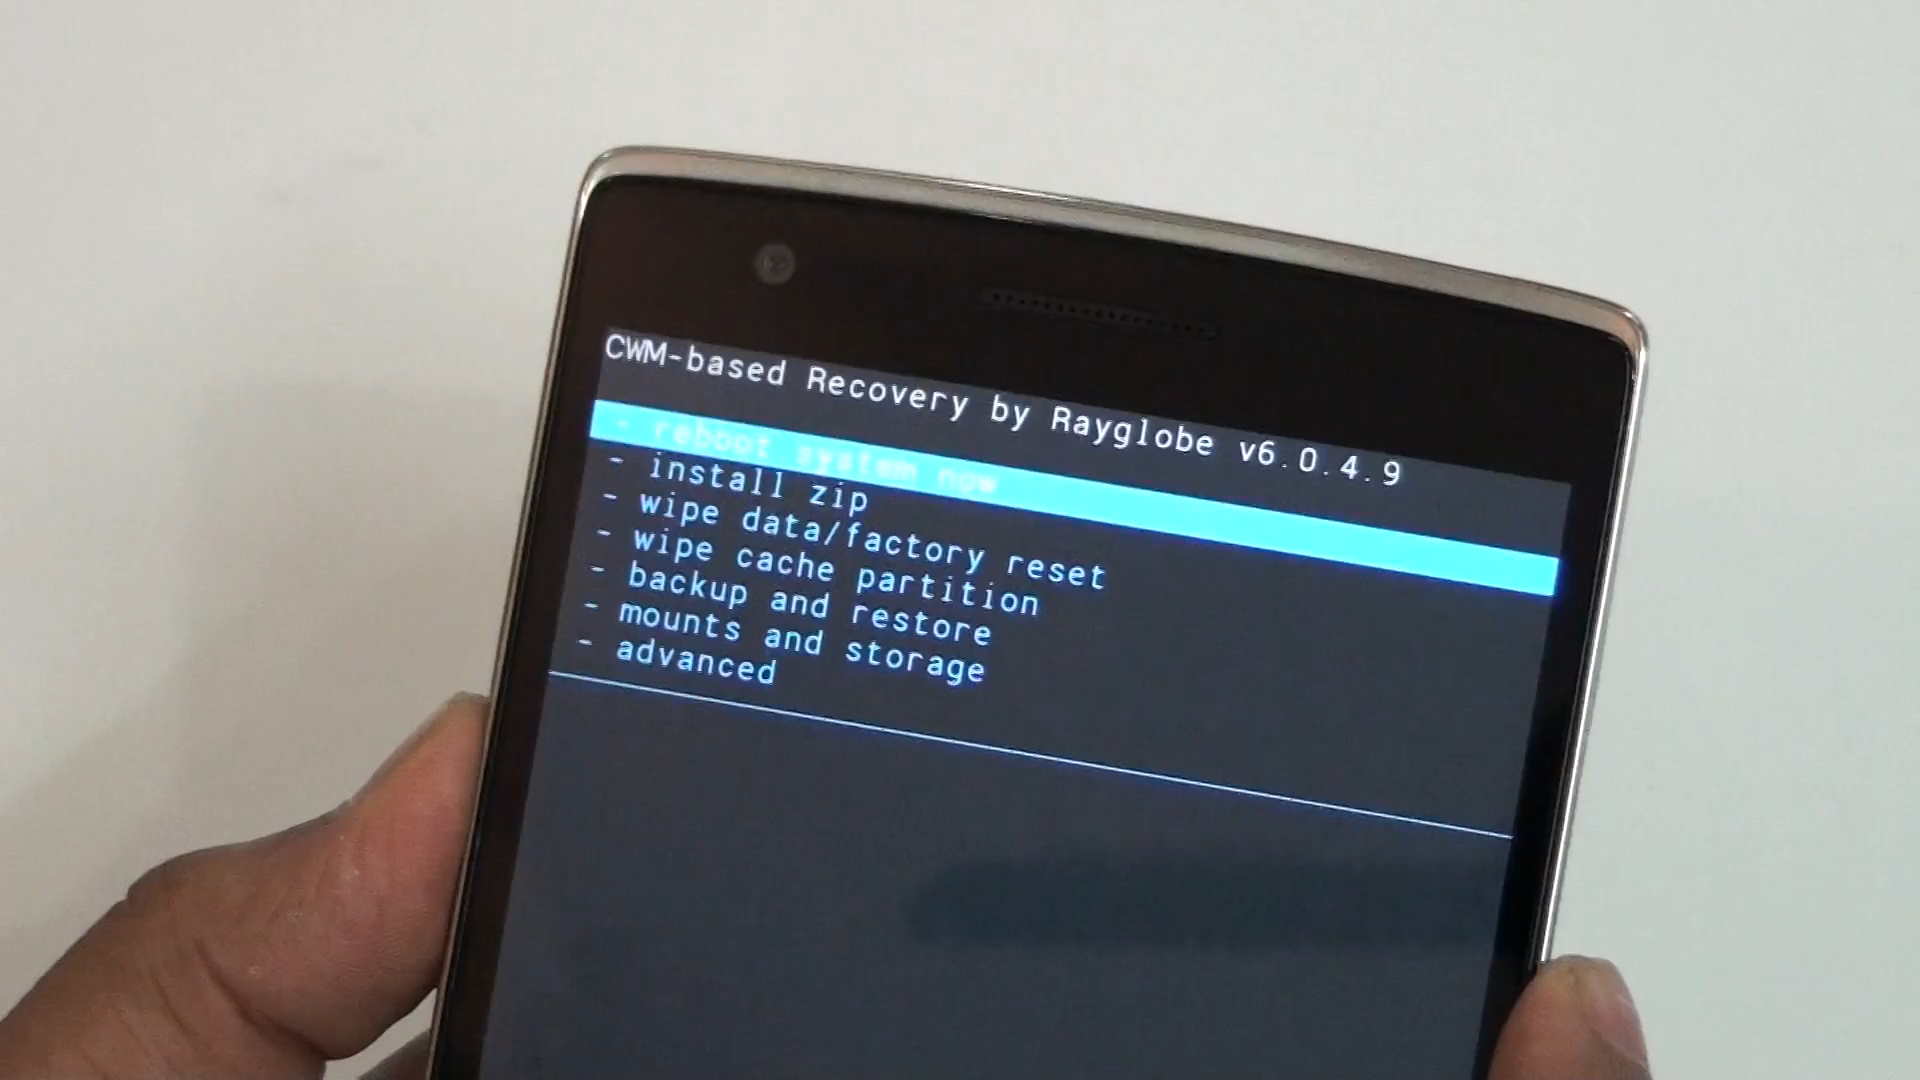 CWM-based Recovery by Rayglobe v6.0.4.9
- reboot system now
- install zip
- wipe data/factory reset
- wipe cache partition
- backup and restore
- mounts and storage
- advanced